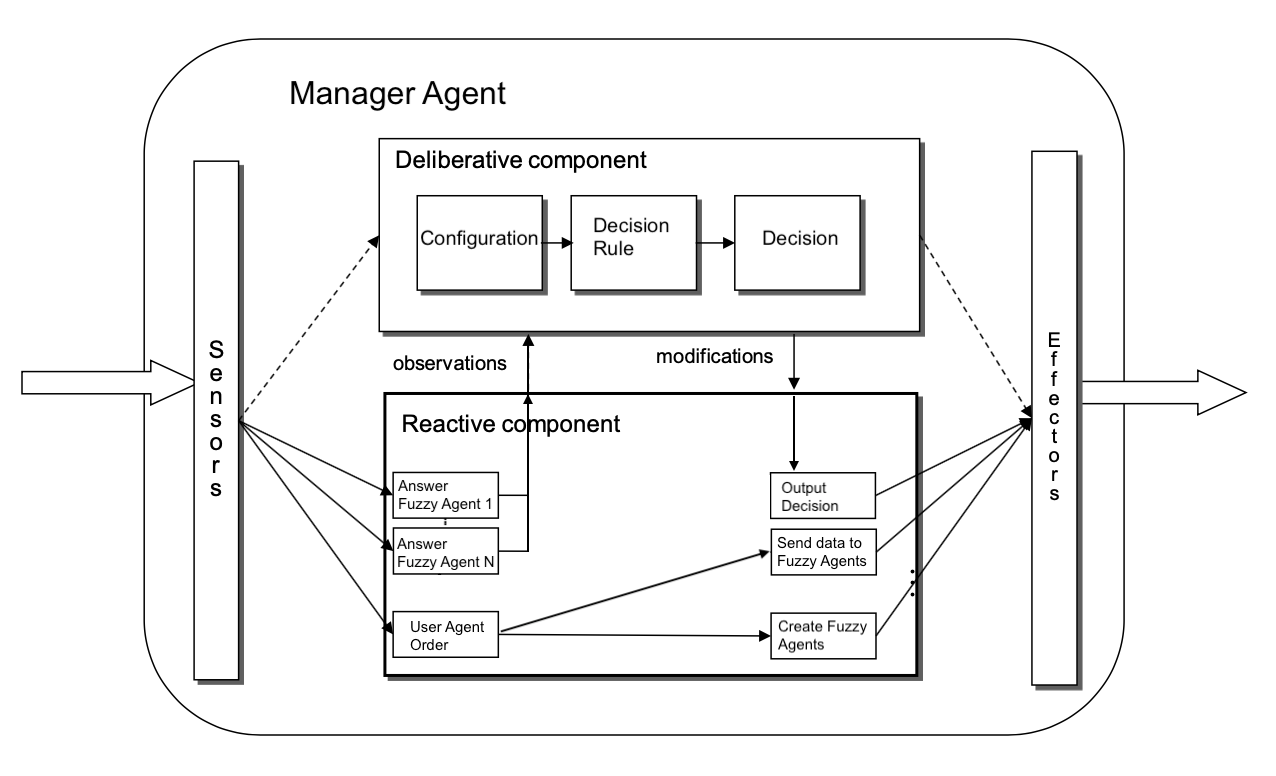 Manager Agent
Deliberative component
Configuration
Decision
Rule
Decision
Sensors
Effectors
observations
modifications
Reactive component
Answer
Fuzzy Agent 1
Output
Decision
Answer
Fuzzy Agent N
Send data to
Fuzzy Agents
User Agent
Order
Create Fuzzy
Agents